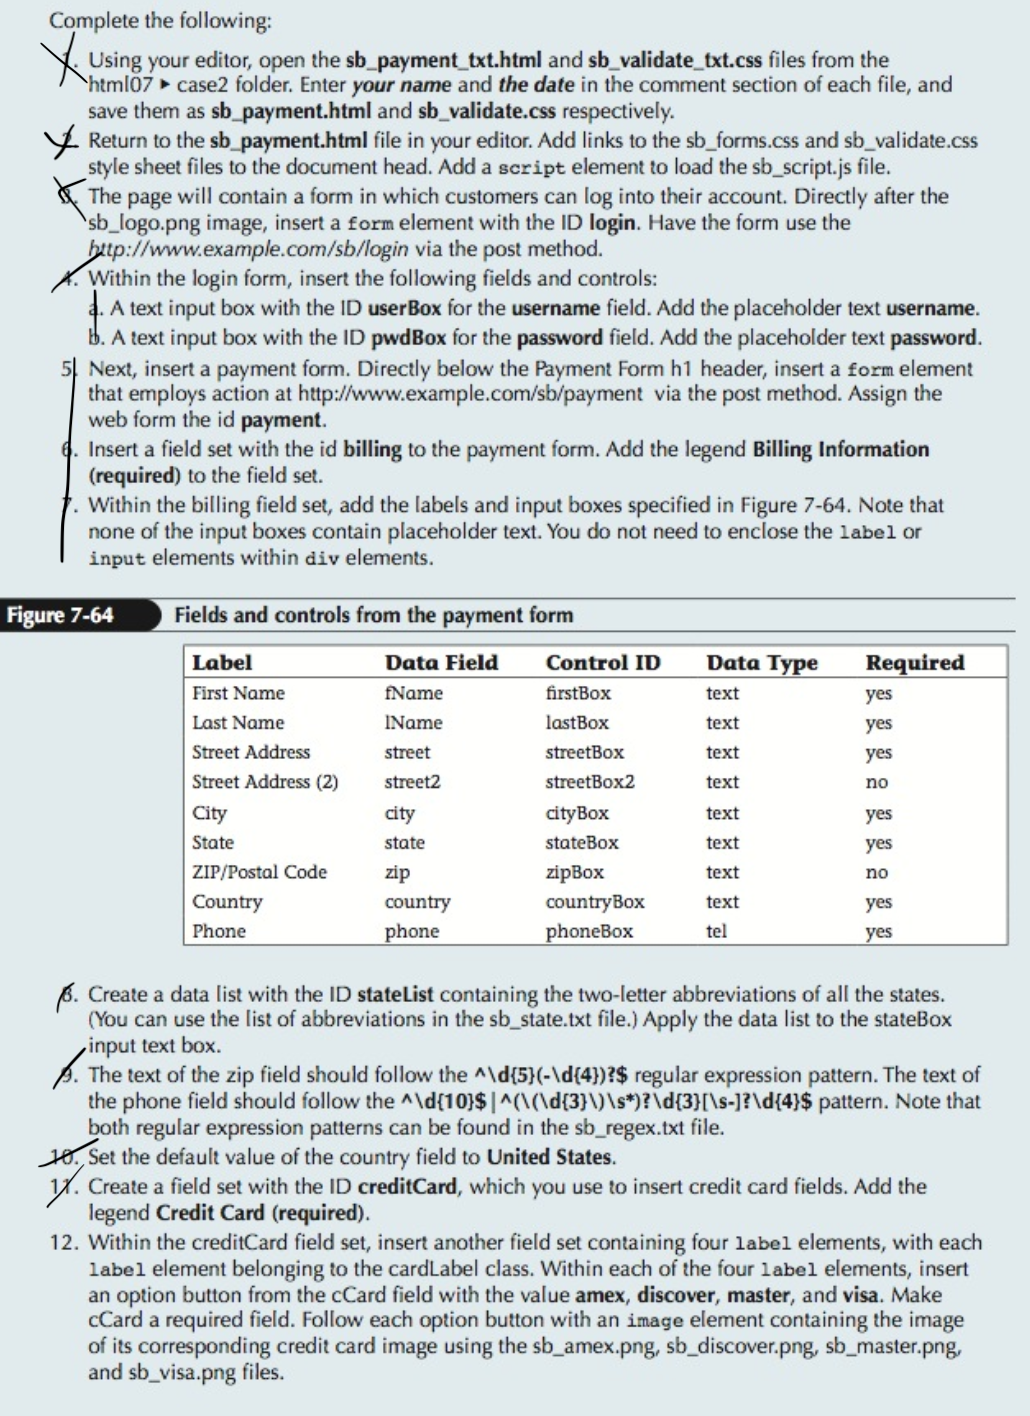 Complete the following:
1. Using your editor, open the sb_payment_txt.html and sb_validate_txt.css files from the
html07 ▸ case2 folder. Enter your name and the date in the comment section of each file, and
save them as sb_payment.html and sb_validate.css respectively.
2. Return to the sb_payment.html file in your editor. Add links to the sb_forms.css and sb_validate.css
style sheet files to the document head. Add a script element to load the sb_script.js file.
3. The page will contain a form in which customers can log into their account. Directly after the
sb_logo.png image, insert a form element with the ID login. Have the form use the
http://www.example.com/sb/login via the post method.
4. Within the login form, insert the following fields and controls:
a. A text input box with the ID userBox for the username field. Add the placeholder text username.
b. A text input box with the ID pwdBox for the password field. Add the placeholder text password.
5. Next, insert a payment form. Directly below the Payment Form h1 header, insert a form element
that employs action at http://www.example.com/sb/payment via the post method. Assign the
web form the id payment.
6. Insert a field set with the id billing to the payment form. Add the legend Billing Information
(required) to the field set.
7. Within the billing field set, add the labels and input boxes specified in Figure 7-64. Note that
none of the input boxes contain placeholder text. You do not need to enclose the label or
input elements within div elements.
Figure 7-64 Fields and controls from the payment form
Label Data Field Control ID Data Type Required
First Name fName firstBox text yes
Last Name lName lastBox text yes
Street Address street streetBox text yes
Street Address (2) street2 streetBox2 text no
City city cityBox text yes
State state stateBox text yes
ZIP/Postal Code zip zipBox text no
Country country countryBox text yes
Phone phone phoneBox tel yes
8. Create a data list with the ID stateList containing the two-letter abbreviations of all the states.
(You can use the list of abbreviations in the sb_state.txt file.) Apply the data list to the stateBox
input text box.
9. The text of the zip field should follow the ^\d{5}(-\d{4})?$ regular expression pattern. The text of
the phone field should follow the ^\d{10}$|^(\(\d{3}\)\s*)?\d{3}[\s-]?\d{4}$ pattern. Note that
both regular expression patterns can be found in the sb_regex.txt file.
10. Set the default value of the country field to United States.
11. Create a field set with the ID creditCard, which you use to insert credit card fields. Add the
legend Credit Card (required).
12. Within the creditCard field set, insert another field set containing four label elements, with each
label element belonging to the cardLabel class. Within each of the four label elements, insert
an option button from the cCard field with the value amex, discover, master, and visa. Make
cCard a required field. Follow each option button with an image element containing the image
of its corresponding credit card image using the sb_amex.png, sb_discover.png, sb_master.png,
and sb_visa.png files.